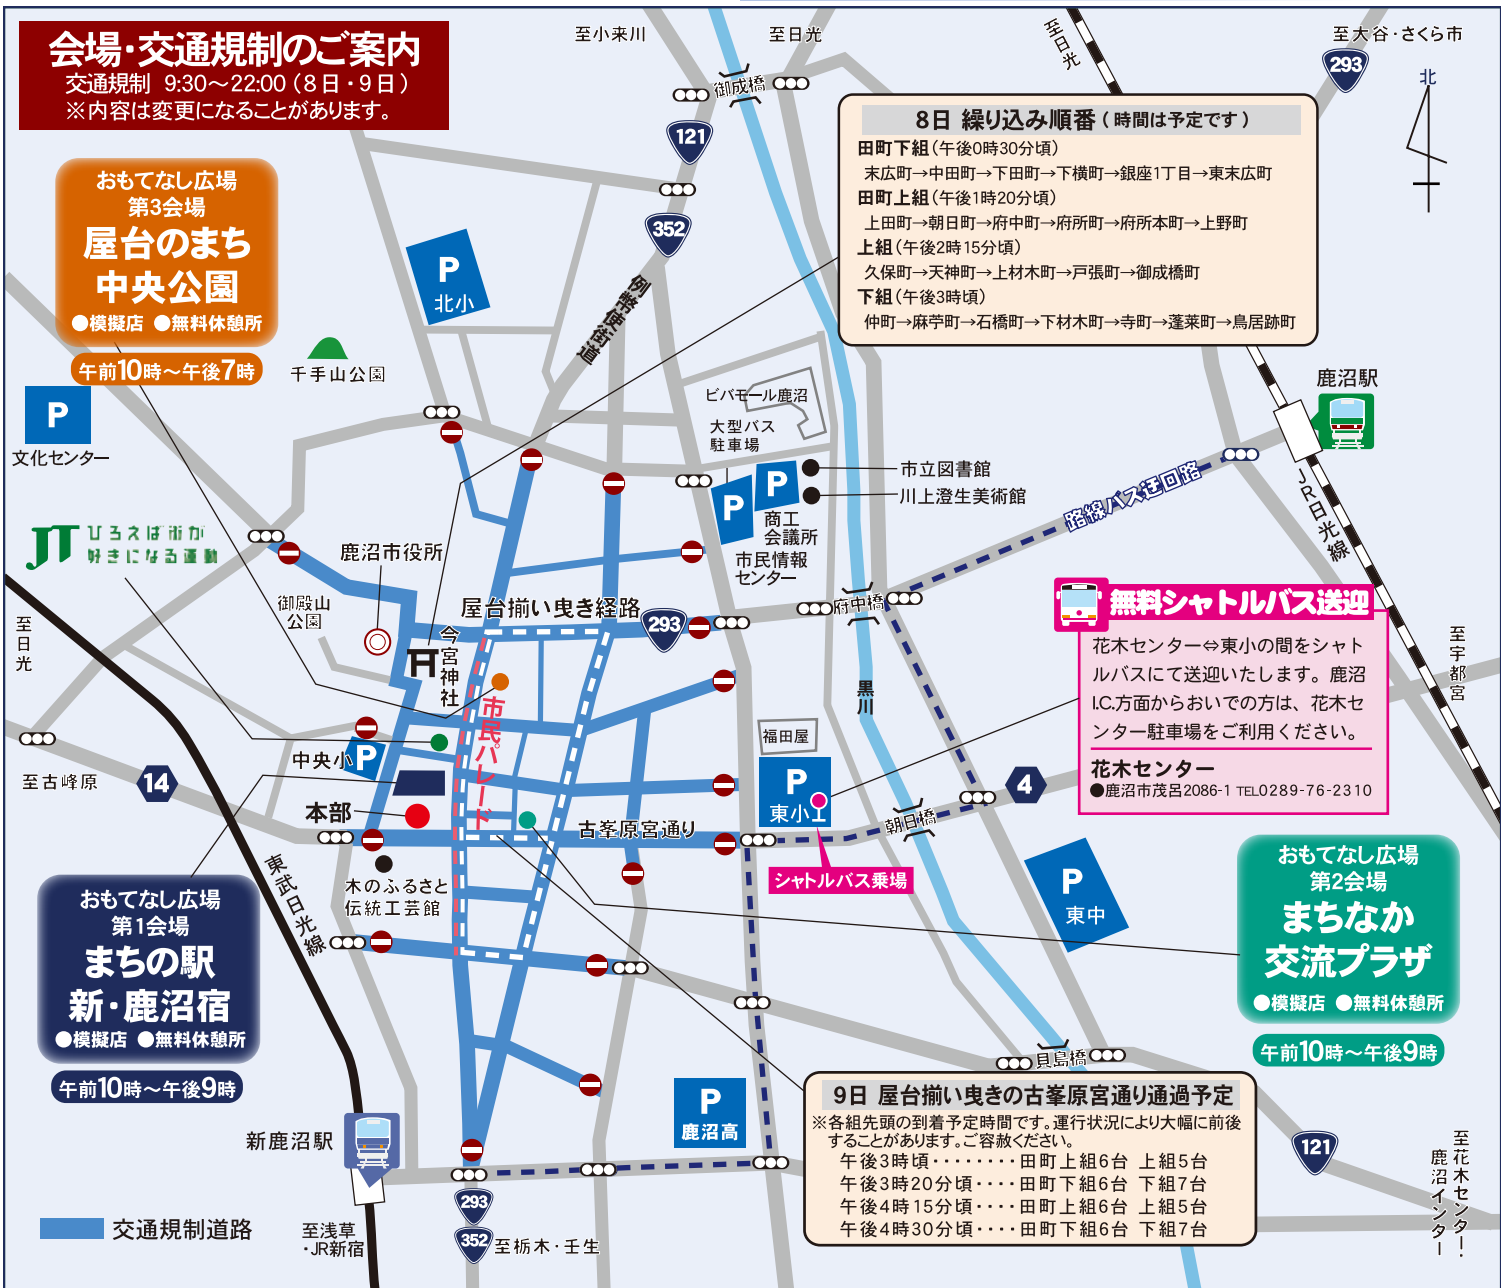 会場・交通規制のご案内
交通規制 9:30〜22:00(8日・9日)
※内容は変更になることがあります。
至小来川
至日光
至日光
至大谷・さくら市
293
北
御成橋
121
352
例幣使街道
8日 繰り込み順番(時間は予定です)
田町下組(午後0時30分頃)
末広町→中田町→下田町→下横町→銀座1丁目→東末広町
田町上組(午後1時20分頃)
上田町→朝日町→府中町→府所町→府所本町→上野町
上組(午後2時15分頃)
久保町→天神町→上材木町→戸張町→御成橋町
下組(午後3時頃)
仲町→麻苧町→石橋町→下材木町→寺町→蓬莱町→鳥居跡町
おもてなし広場
第3会場
屋台のまち
中央公園
●模擬店 ●無料休憩所
午前10時〜午後7時
P
北小
千手山公園
P
文化センター
ビバモール鹿沼
大型バス
駐車場
P
P
商工
会議所
市民情報
センター
市立図書館
川上澄生美術館
鹿沼駅
JR日光線
路線バス迂回路
JT
ひろえば街が
好きになる運動
鹿沼市役所
御殿山
公園
至日光
屋台揃い曳き経路
293
今宮神社
市民パレード
府中橋
黒川
無料シャトルバス送迎
花木センター⇔東小の間をシャト
ルバスにて送迎いたします。鹿沼
I.C.方面からおいでの方は、花木セ
ンター駐車場をご利用ください。
花木センター
●鹿沼市茂呂2086-1 TEL0289-76-2310
至宇都宮
福田屋
P
東小
シャトルバス乗場
朝日橋
4
中央小
P
至古峰原
14
本部
古峯原宮通り
木のふるさと
伝統工芸館
東武日光線
P
東中
おもてなし広場
第1会場
まちの駅
新・鹿沼宿
●模擬店 ●無料休憩所
午前10時〜午後9時
おもてなし広場
第2会場
まちなか
交流プラザ
●模擬店 ●無料休憩所
午前10時〜午後9時
貝島橋
P
鹿沼高
新鹿沼駅
9日 屋台揃い曳きの古峯原宮通り通過予定
※各組先頭の到着予定時間です。運行状況により大幅に前後
することがあります。ご容赦ください。
午後3時頃・・・・・・・・田町上組6台 上組5台
午後3時20分頃・・・・田町下組6台 下組7台
午後4時15分頃・・・・田町上組6台 上組5台
午後4時30分頃・・・・田町下組6台 下組7台
121
至花木センター・
鹿沼インター
293
352
至栃木・壬生
至浅草
・JR新宿
交通規制道路